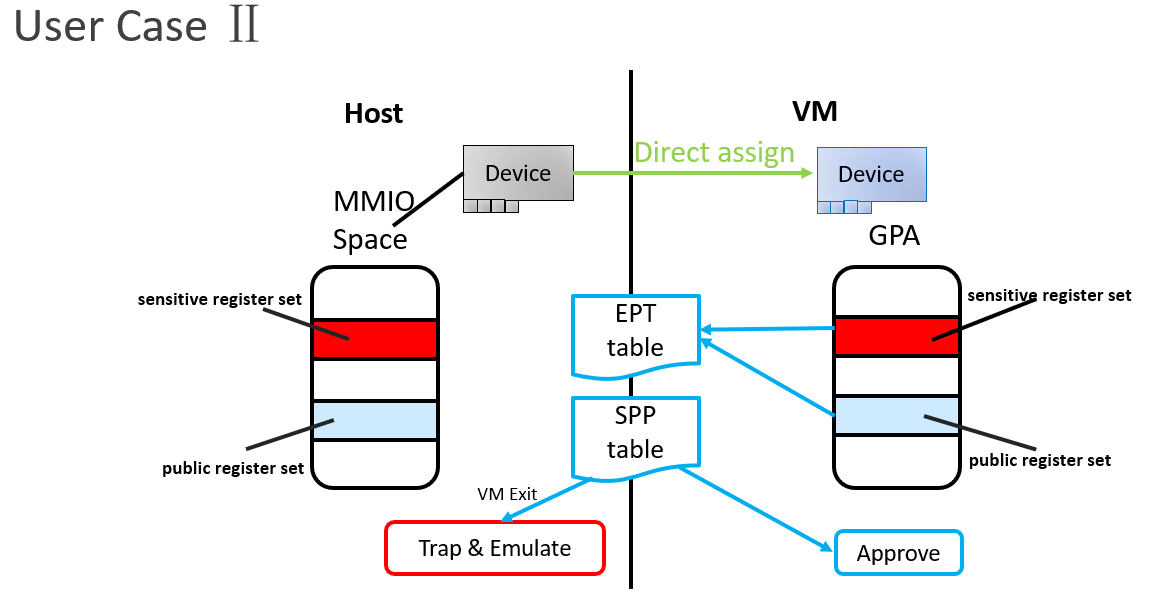 User Case II
Host
VM
Direct assign
Device
Device
MMIO
Space
GPA
sensitive register set
sensitive register set
EPT
table
SPP
table
public register set
public register set
VM Exit
Trap & Emulate
Approve